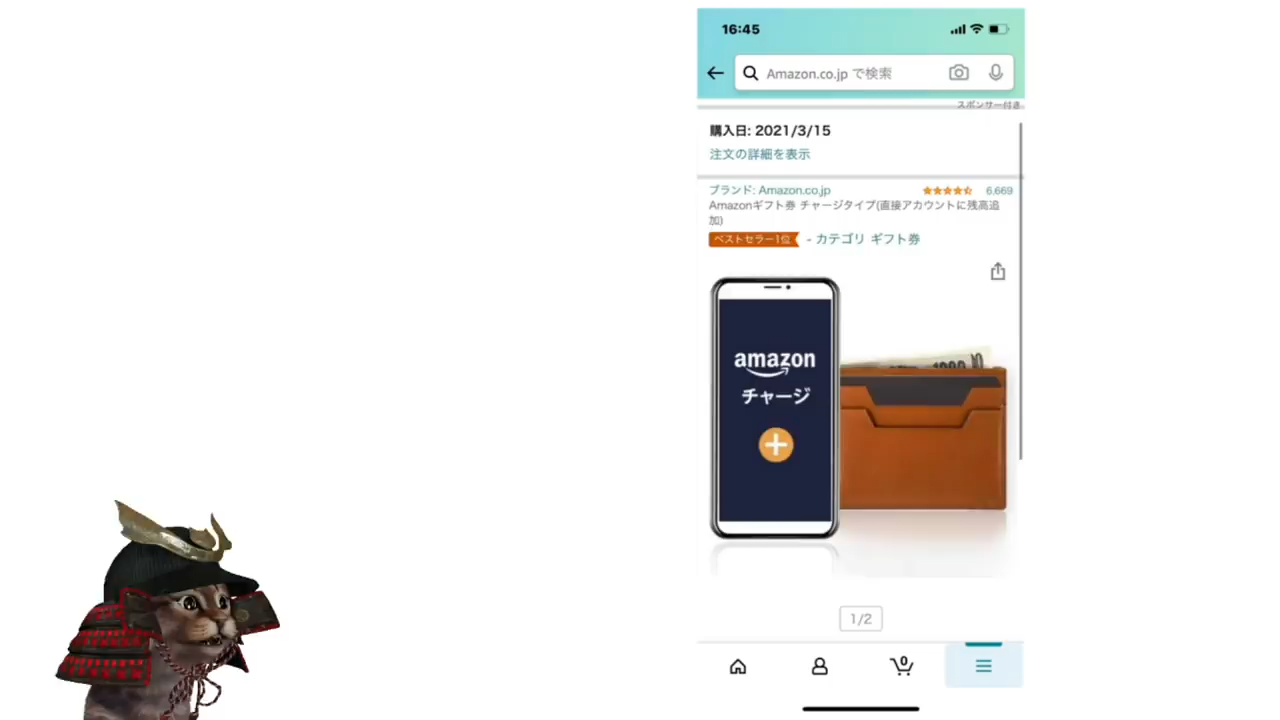 16:45
Amazon.co.jp で検索
スポンサー付き
購入日: 2021/3/15
注文の詳細を表示
ブランド: Amazon.co.jp 6,669
Amazonギフト券 チャージタイプ(直接アカウントに残高追
加)
ベストセラー1位 - カテゴリ ギフト券
amazon
チャージ
1/2
0